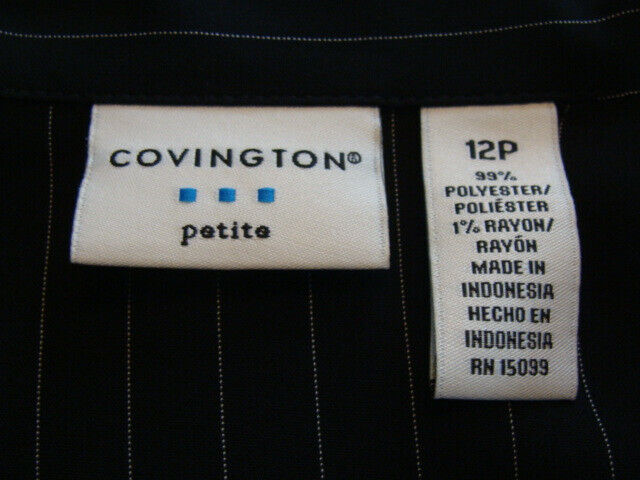 COVINGTON®
petite
12P
99%
POLYESTER/
POLIÉSTER
1% RAYON/
RAYÓN
MADE IN
INDONESIA
HECHO EN
INDONESIA
RN 15099